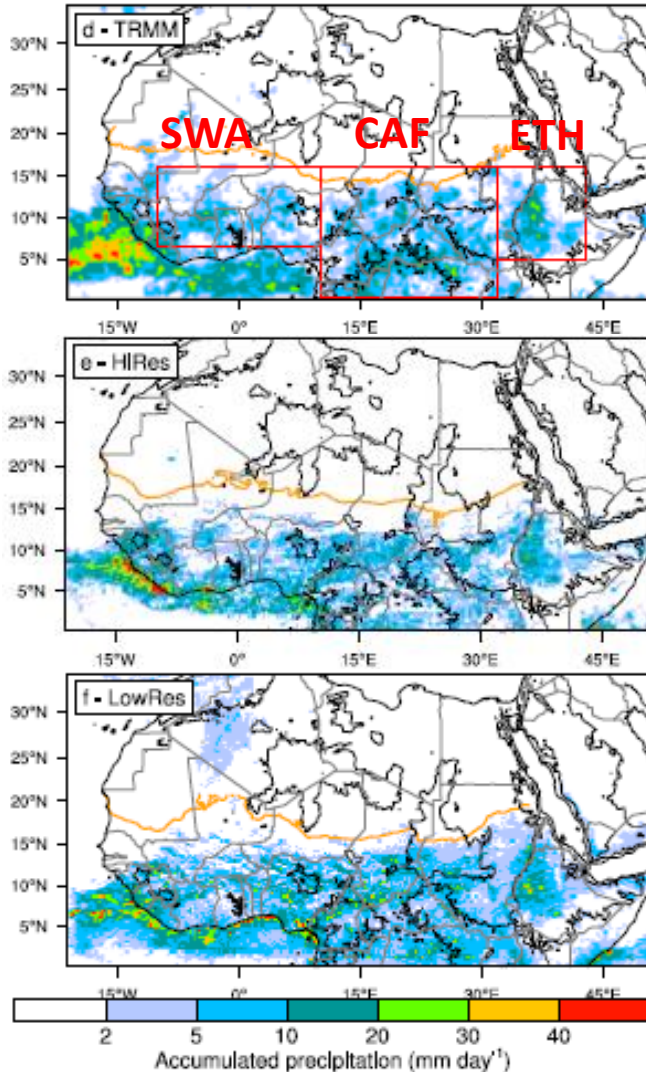 d - TRMM
30°N
25°N
20°N
15°N
10°N
5°N
SWA CAF ETH
15°W 0° 15°E 30°E 45°E
e - HiRes
30°N
25°N
20°N
15°N
10°N
5°N
15°W 0° 15°E 30°E 45°E
f - LowRes
30°N
25°N
20°N
15°N
10°N
5°N
15°W 0° 15°E 30°E 45°E
2 5 10 20 30 40
Accumulated precipitation (mm day⁻¹)